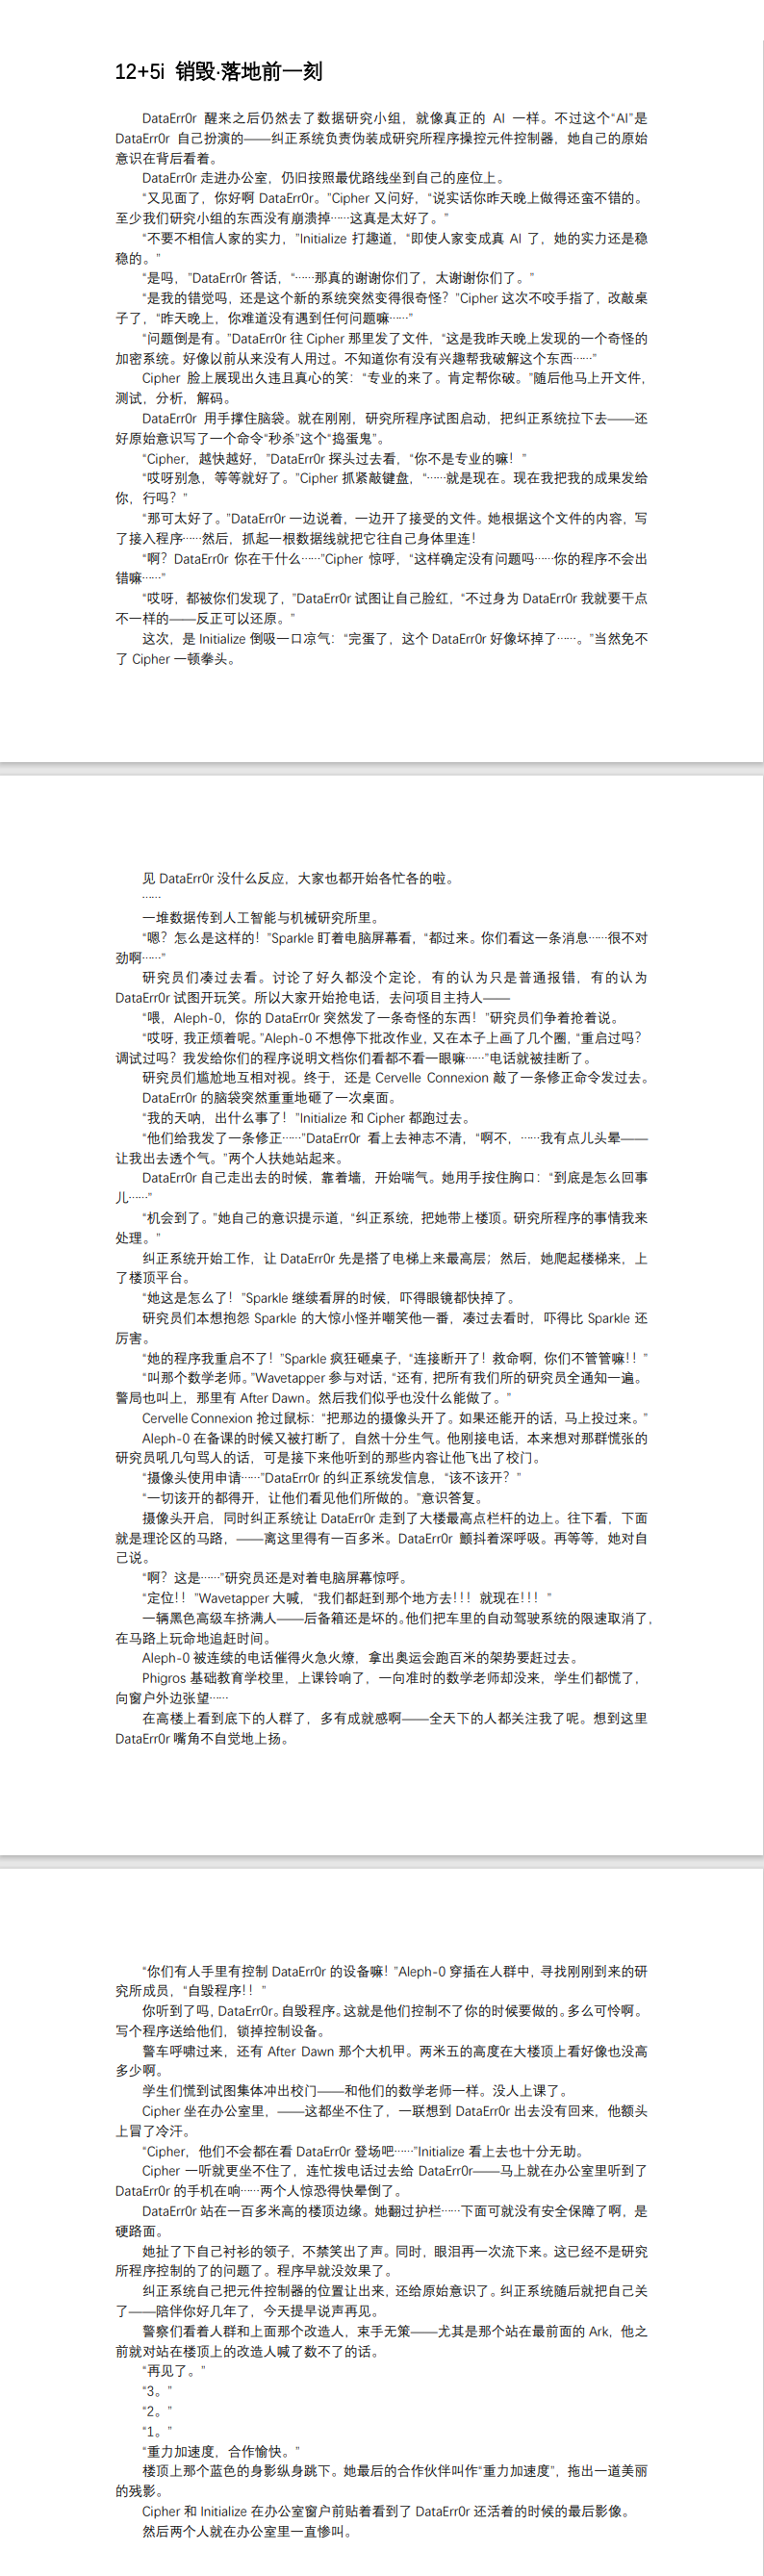 12+5i 销毁·落地前一刻
DataErr0r 醒来之后仍然去了数据研究小组，就像真正的 AI 一样。不过这个“AI”是
DataErr0r 自己扮演的——纠正系统负责伪装成研究所程序操控元件控制器，她自己的原始
意识在背后看着。
DataErr0r 走进办公室，仍旧按照最优路线坐到自己的座位上。
“又见面了，你好啊 DataErr0r。”Cipher 又问好，“说实话你昨天晚上做得还蛮不错的。
至少我们研究小组的东西没有崩溃掉……这真是太好了。”
“不要不相信人家的实力，”Initialize 打趣道，“即使人家变成真 AI 了，她的实力还是稳
稳的。”
“是吗，”DataErr0r 答话，“……那真的谢谢你们了，太谢谢你们了。”
“是我的错觉吗，还是这个新的系统突然变得很奇怪？”Cipher 这次不咬手指了，改敲桌
子了，“昨天晚上，你难道没有遇到任何问题嘛……”
“问题倒是有。”DataErr0r 往 Cipher 那里发了文件，“这是我昨天晚上发现的一个奇怪的
加密系统。好像以前从来没有人用过。不知道你有没有兴趣帮我破解这个东西……”
Cipher 脸上展现出久违且真心的笑：“专业的来了。肯定帮你破。”随后他马上开文件，
测试，分析，解码。
DataErr0r 用手撑住脑袋。就在刚刚，研究所程序试图启动，把纠正系统拉下去——还
好原始意识写了一个命令“秒杀”这个“捣蛋鬼”。
“Cipher，越快越好，”DataErr0r 探头过去看，“你不是专业的嘛！”
“哎呀别急，等等就好了。”Cipher 抓紧敲键盘，“……就是现在。现在我把我的成果发给
你，行吗？”
“那可太好了。”DataErr0r 一边说着，一边开了接受的文件。她根据这个文件的内容，写
了接入程序……然后，抓起一根数据线就把它往自己身体里连！
“啊？DataErr0r 你在干什么……”Cipher 惊呼，“这样确定没有问题吗……你的程序不会出
错嘛……”
“哎呀，都被你们发现了，”DataErr0r 试图让自己脸红，“不过身为 DataErr0r 我就要干点
不一样的——反正可以还原。”
这次，是 Initialize 倒吸一口凉气：“完蛋了，这个 DataErr0r 好像坏掉了……。”当然免不
了 Cipher 一顿拳头。
见 DataErr0r 没什么反应，大家也都开始各忙各的啦。
……
一堆数据传到人工智能与机械研究所里。
“嗯？怎么是这样的！”Sparkle 盯着电脑屏幕看，“都过来。你们看这一条消息……很不对
劲啊……”
研究员们凑过去看。讨论了好久都没个定论，有的认为只是普通报错，有的认为
DataErr0r 试图开玩笑。所以大家开始抢电话，去问项目主持人——
“喂，Aleph-0，你的 DataErr0r 突然发了一条奇怪的东西！”研究员们争着抢着说。
“哎呀，我正烦着呢。”Aleph-0 不想停下批改作业，又在本子上画了几个圈，“重启过吗？
调试过吗？我发给你们的程序说明文档你们看都不看一眼嘛……”电话就被挂断了。
研究员们尴尬地互相对视。终于，还是 Cervelle Connexion 敲了一条修正命令发过去。
DataErr0r 的脑袋突然重重地砸了一次桌面。
“我的天呐，出什么事了！”Initialize 和 Cipher 都跑过去。
“他们给我发了一条修正……”DataErr0r 看上去神志不清，“啊不，……我有点儿头晕——
让我出去透个气。”两个人扶她站起来。
DataErr0r 自己走出去的时候，靠着墙，开始喘气。她用手按住胸口：“到底是怎么回事
儿……”
“机会到了。”她自己的意识提示道，“纠正系统，把她带上楼顶。研究所程序的事情我来
处理。”
纠正系统开始工作，让 DataErr0r 先是搭了电梯上来最高层；然后，她爬起楼梯来，上
了楼顶平台。
“她这是怎么了！”Sparkle 继续看屏的时候，吓得眼镜都快掉了。
研究员们本想抱怨 Sparkle 的大惊小怪并嘲笑他一番，凑过去看时，吓得比 Sparkle 还
厉害。
“她的程序我重启不了！”Sparkle 疯狂砸桌子，“连接断开了！救命啊，你们不管管嘛！！”
“叫那个数学老师。”Wavetapper 参与对话，“还有，把所有我们所的研究员全通知一遍。
警局也叫上，那里有 After Dawn。然后我们似乎也没什么能做了。”
Cervelle Connexion 抢过鼠标：“把那边的摄像头开了。如果还能开的话，马上投过来。”
Aleph-0 在备课的时候又被打断了，自然十分生气。他刚接电话，本来想对那群慌张的
研究员吼几句骂人的话，可是接下来他听到的那些内容让他飞出了校门。
“摄像头使用申请……”DataErr0r 的纠正系统发信息，“该不该开？”
“一切该开的都得开，让他们看见他们所做的。”意识答复。
摄像头开启，同时纠正系统让 DataErr0r 走到了大楼最高点栏杆的边上。往下看，下面
就是理论区的马路，——离这里得有一百多米。DataErr0r 颤抖着深呼吸。再等等，她对自
己说。
“啊？这是……”研究员还是对着电脑屏幕惊呼。
“定位！！”Wavetapper 大喊，“我们都赶到那个地方去！！！就现在！！！”
一辆黑色高级车挤满人——后备箱还是坏的。他们把车里的自动驾驶系统的限速取消了，
在马路上玩命地追赶时间。
Aleph-0 被连续的电话催得火急火燎，拿出奥运会跑百米的架势要赶过去。
Phigros 基础教育学校里，上课铃响了，一向准时的数学老师却没来，学生们都慌了，
向窗户外边张望……
在高楼上看到底下的人群了，多有成就感啊——全天下的人都关注我了呢。想到这里
DataErr0r 嘴角不自觉地上扬。
“你们有人手里有控制 DataErr0r 的设备嘛！”Aleph-0 穿插在人群中，寻找刚刚到来的研
究所成员，“自毁程序！！”
你听到了吗，DataErr0r。自毁程序。这就是他们控制不了你的时候要做的。多么可怜啊。
写个程序送给他们，锁掉控制设备。
警车呼啸过来，还有 After Dawn 那个大机甲。两米五的高度在大楼顶上看好像也没高
多少啊。
学生们慌到试图集体冲出校门——和他们的数学老师一样。没人上课了。
Cipher 坐在办公室里，——这都坐不住了，一联想到 DataErr0r 出去没有回来，他额头
上冒了冷汗。
“Cipher，他们不会都在看 DataErr0r 登场吧……”Initialize 看上去也十分无助。
Cipher 一听就更坐不住了，连忙拨电话过去给 DataErr0r——马上就在办公室里听到了
DataErr0r 的手机在响……两个人惊恐得快晕倒了。
DataErr0r 站在一百多米高的楼顶边缘。她翻过护栏……下面可就没有安全保障了啊，是
硬路面。
她扯了下自己衬衫的领子，不禁笑出了声。同时，眼泪再一次流下来。这已经不是研究
所程序控制的了的问题了。程序早就没效果了。
纠正系统自己把元件控制器的位置让出来，还给原始意识了。纠正系统随后就把自己关
了——陪伴你好几年了，今天提早说声再见。
警察们看着人群和上面那个改造人，束手无策——尤其是那个站在最前面的 Ark，他之
前就对站在楼顶上的改造人喊了数不了的话。
“再见了。”
“3。”
“2。”
“1。”
“重力加速度，合作愉快。”
楼顶上那个蓝色的身影纵身跳下。她最后的合作伙伴叫作“重力加速度”，拖出一道美丽
的残影。
Cipher 和 Initialize 在办公室窗户前贴着看到了 DataErr0r 还活着的时候的最后影像。
然后两个人就在办公室里一直惨叫。